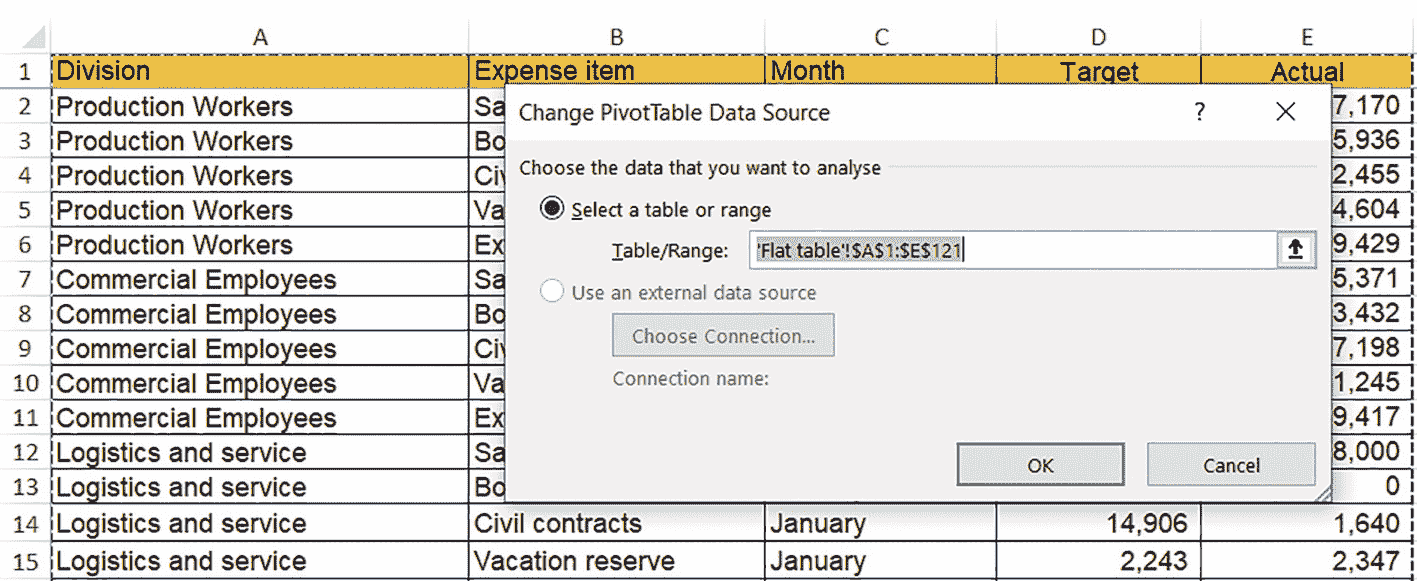 A B C D E
1 Division Expense item Month Target Actual
2 Production Workers Sa 7,170
Change PivotTable Data Source ? ×
3 Production Workers Bo 5,936
Choose the data that you want to analyse
4 Production Workers Civ 2,455
5 Production Workers Va 4,604
Select a table or range
6 Production Workers Ex 9,429
Table/Range: 'Flat table'!$A$1:$E$121
7 Commercial Employees Sa 5,371
Use an external data source
8 Commercial Employees Bo 3,432
Choose Connection...
9 Commercial Employees Civ 7,198
10 Commercial Employees Va 1,245
Connection name:
11 Commercial Employees Ex 9,417
12 Logistics and service Sa 8,000
OK Cancel
13 Logistics and service Bo 0
14 Logistics and service Civil contracts January 14,906 1,640
15 Logistics and service Vacation reserve January 2,243 2,347